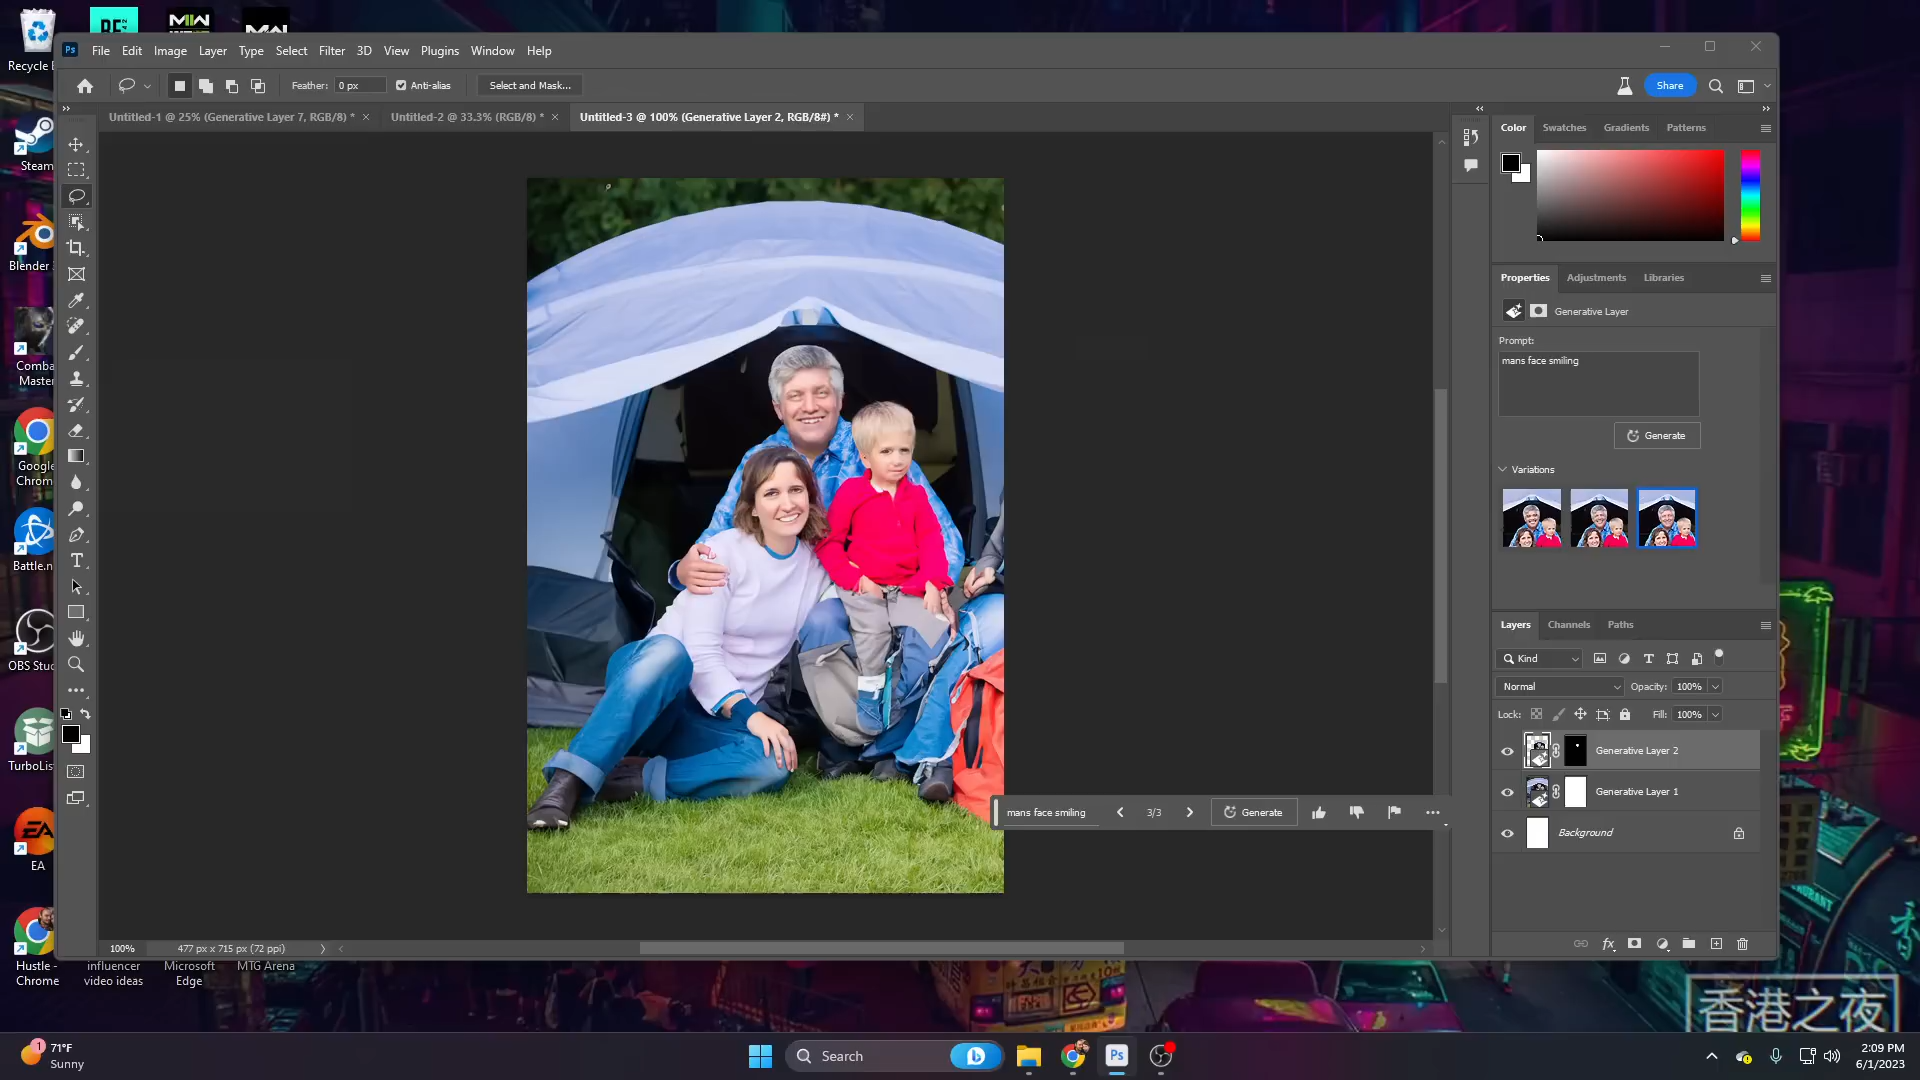 Recycle
File Edit Image Layer Select Filter 3D View Plugins Window Help
Type
Feather: 0 px Anti-alias Select and Mask... Share
Untitled-1 @ 25% (Generative Layer 7, RGB/8) * Untitled-2 @ 33.3% (RGB/8) * Untitled-3 @ 100% (Generative Layer 2, RGB/8#) *
Color Swatches Gradients Patterns
Steam
Blender
Combat
Master
Google
Chrom
Battle.n
OBS Stud
TurboList
EA
EA
Hustle -
Chrome
influencer
video ideas
Microsoft
Edge
MTG Arena
Properties Adjustments Libraries
Generative Layer
Prompt:
mans face smiling
Generate
Variations
Layers Channels Paths
Kind
Normal Opacity: 100%
Lock: Fill: 100%
Generative Layer 2
Generative Layer 1
Background
mans face smiling 3/3 Generate
100% 477 px x 715 px (72 ppi)
香港之夜
1 71°F
Sunny
Search
Ps
2:09 PM
6/1/2023